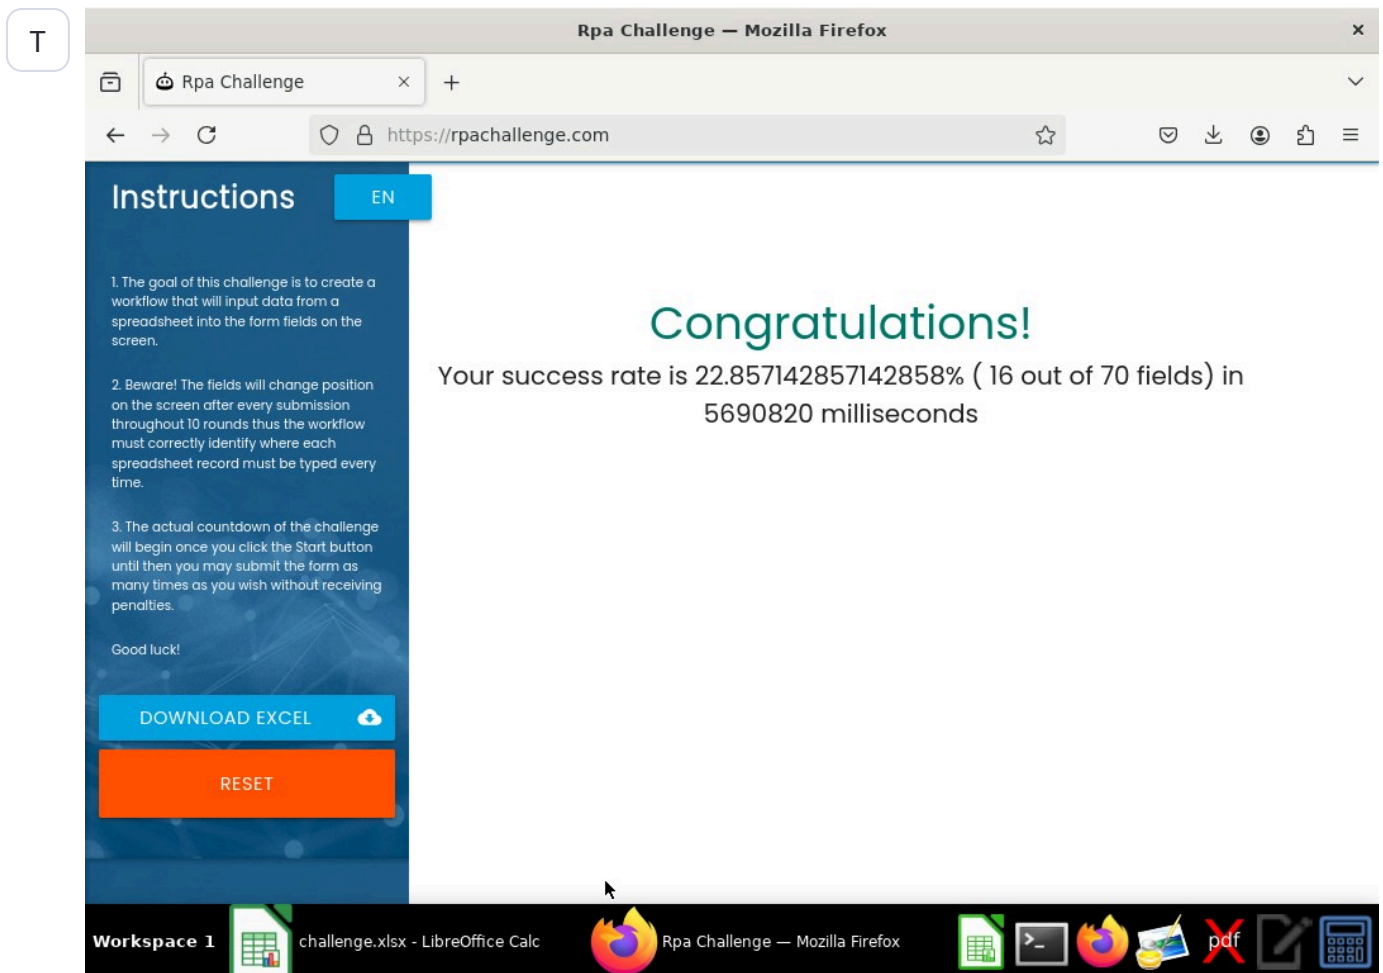 T
Rpa Challenge — Mozilla Firefox
Rpa Challenge
https://rpachallenge.com
Instructions
EN
1. The goal of this challenge is to create a
workflow that will input data from a
spreadsheet into the form fields on the
screen.
2. Beware! The fields will change position
on the screen after every submission
throughout 10 rounds thus the workflow
must correctly identify where each
spreadsheet record must be typed every
time.
3. The actual countdown of the challenge
will begin once you click the Start button
until then you may submit the form as
many times as you wish without receiving
penalties.
Good luck!
DOWNLOAD EXCEL
RESET
Congratulations!
Your success rate is 22.857142857142858% ( 16 out of 70 fields) in
5690820 milliseconds
Workspace 1
challenge.xlsx - LibreOffice Calc
Rpa Challenge — Mozilla Firefox
pdf